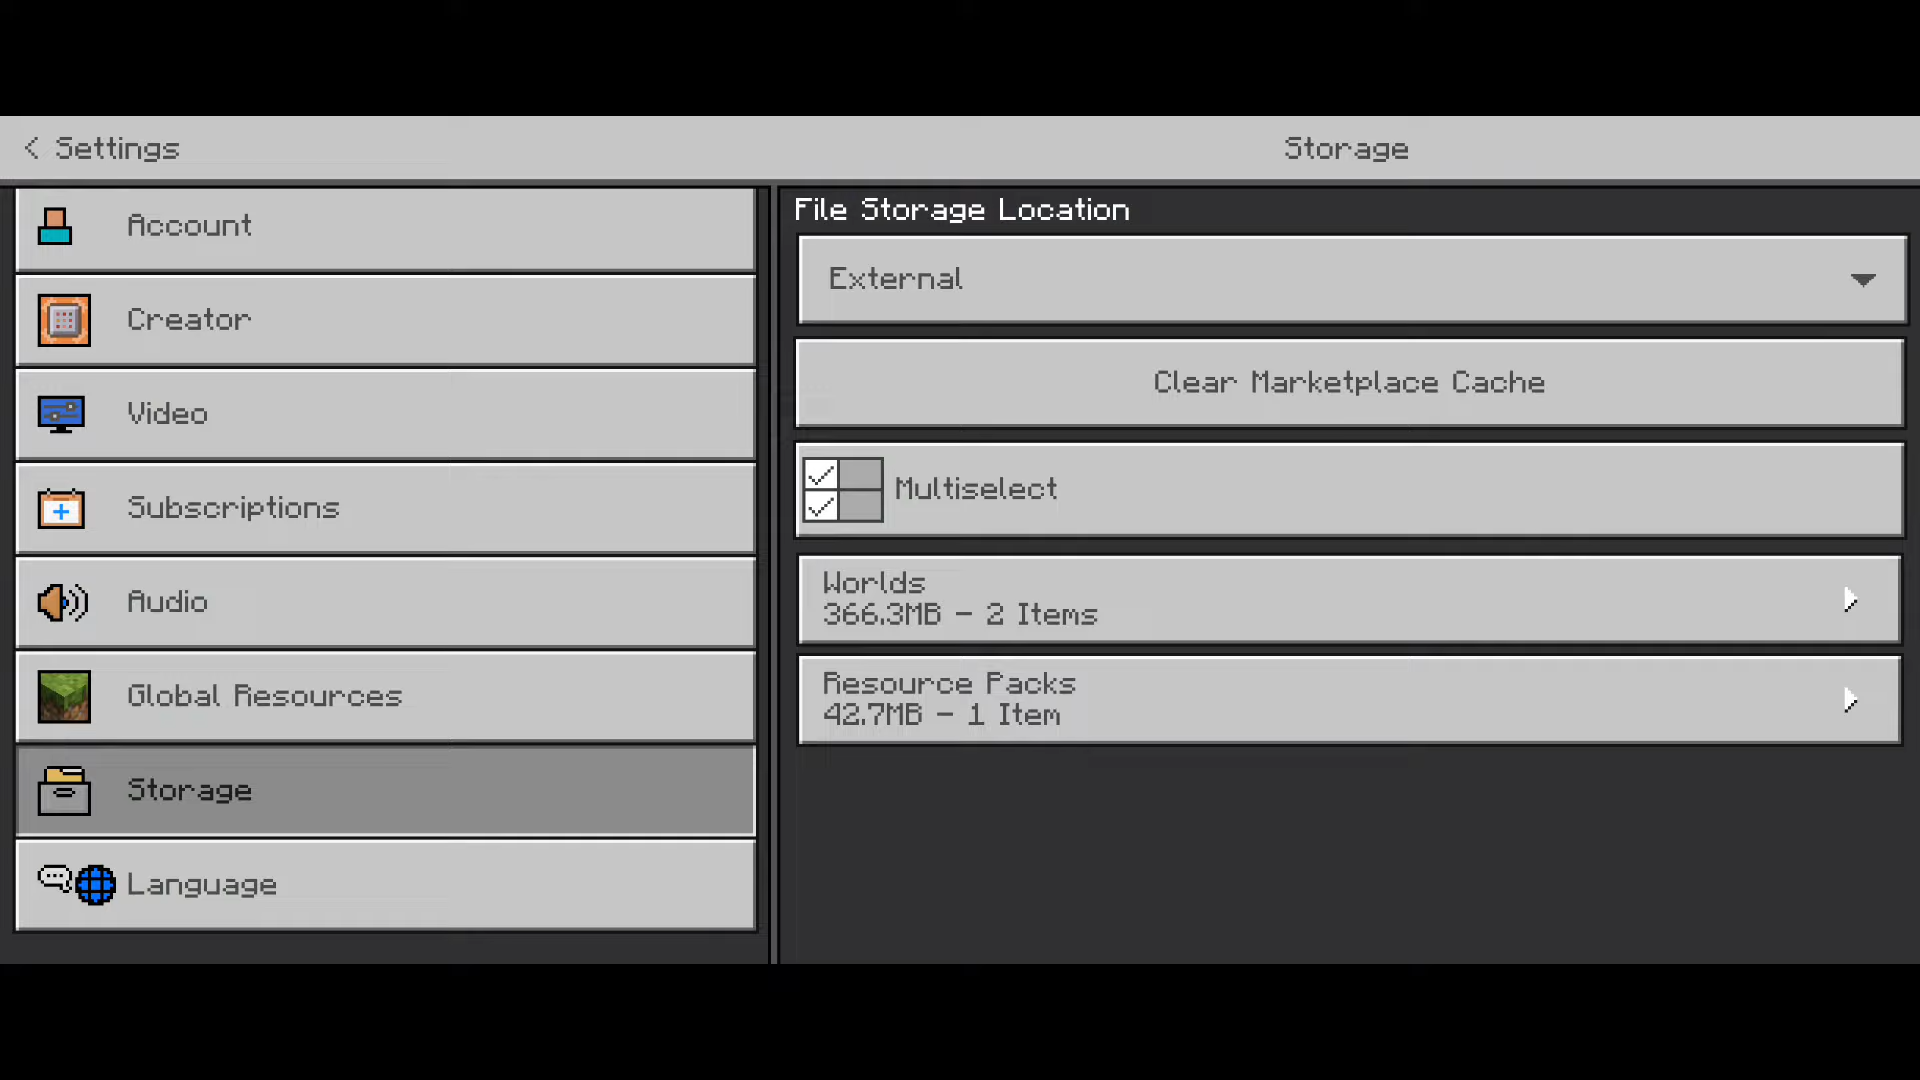 Settings
Storage
Account
Creator
Video
Subscriptions
Audio
Global Resources
Storage
Language
File Storage Location
External
Clear Marketplace Cache
Multiselect
Worlds
366.3MB - 2 Items
Resource Packs
42.7MB - 1 Item